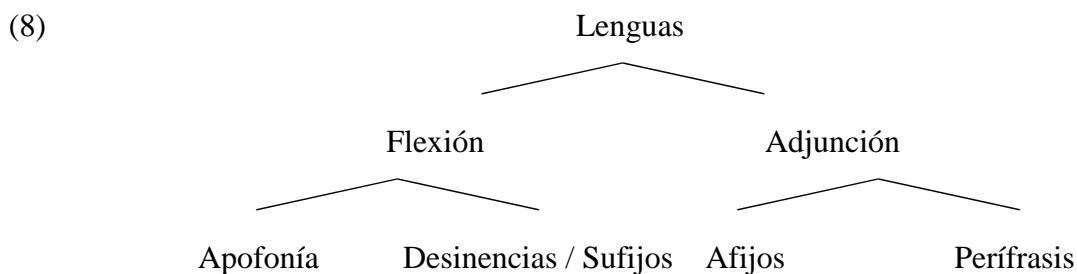 (8) Lenguas
Flexión Adjunción
Apofonía Desinencias / Sufijos Afijos Perífrasis